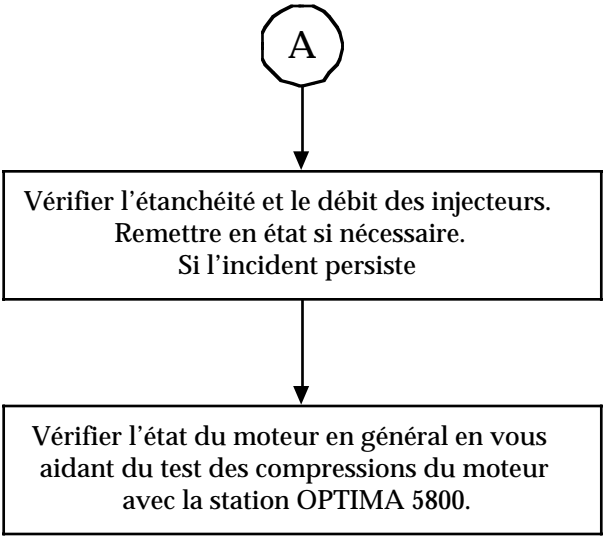 A
Vérifier l'étanchéité et le débit des injecteurs.
Remettre en état si nécessaire.
Si l'incident persiste
Vérifier l'état du moteur en général en vous
aidant du test des compressions du moteur
avec la station OPTIMA 5800.